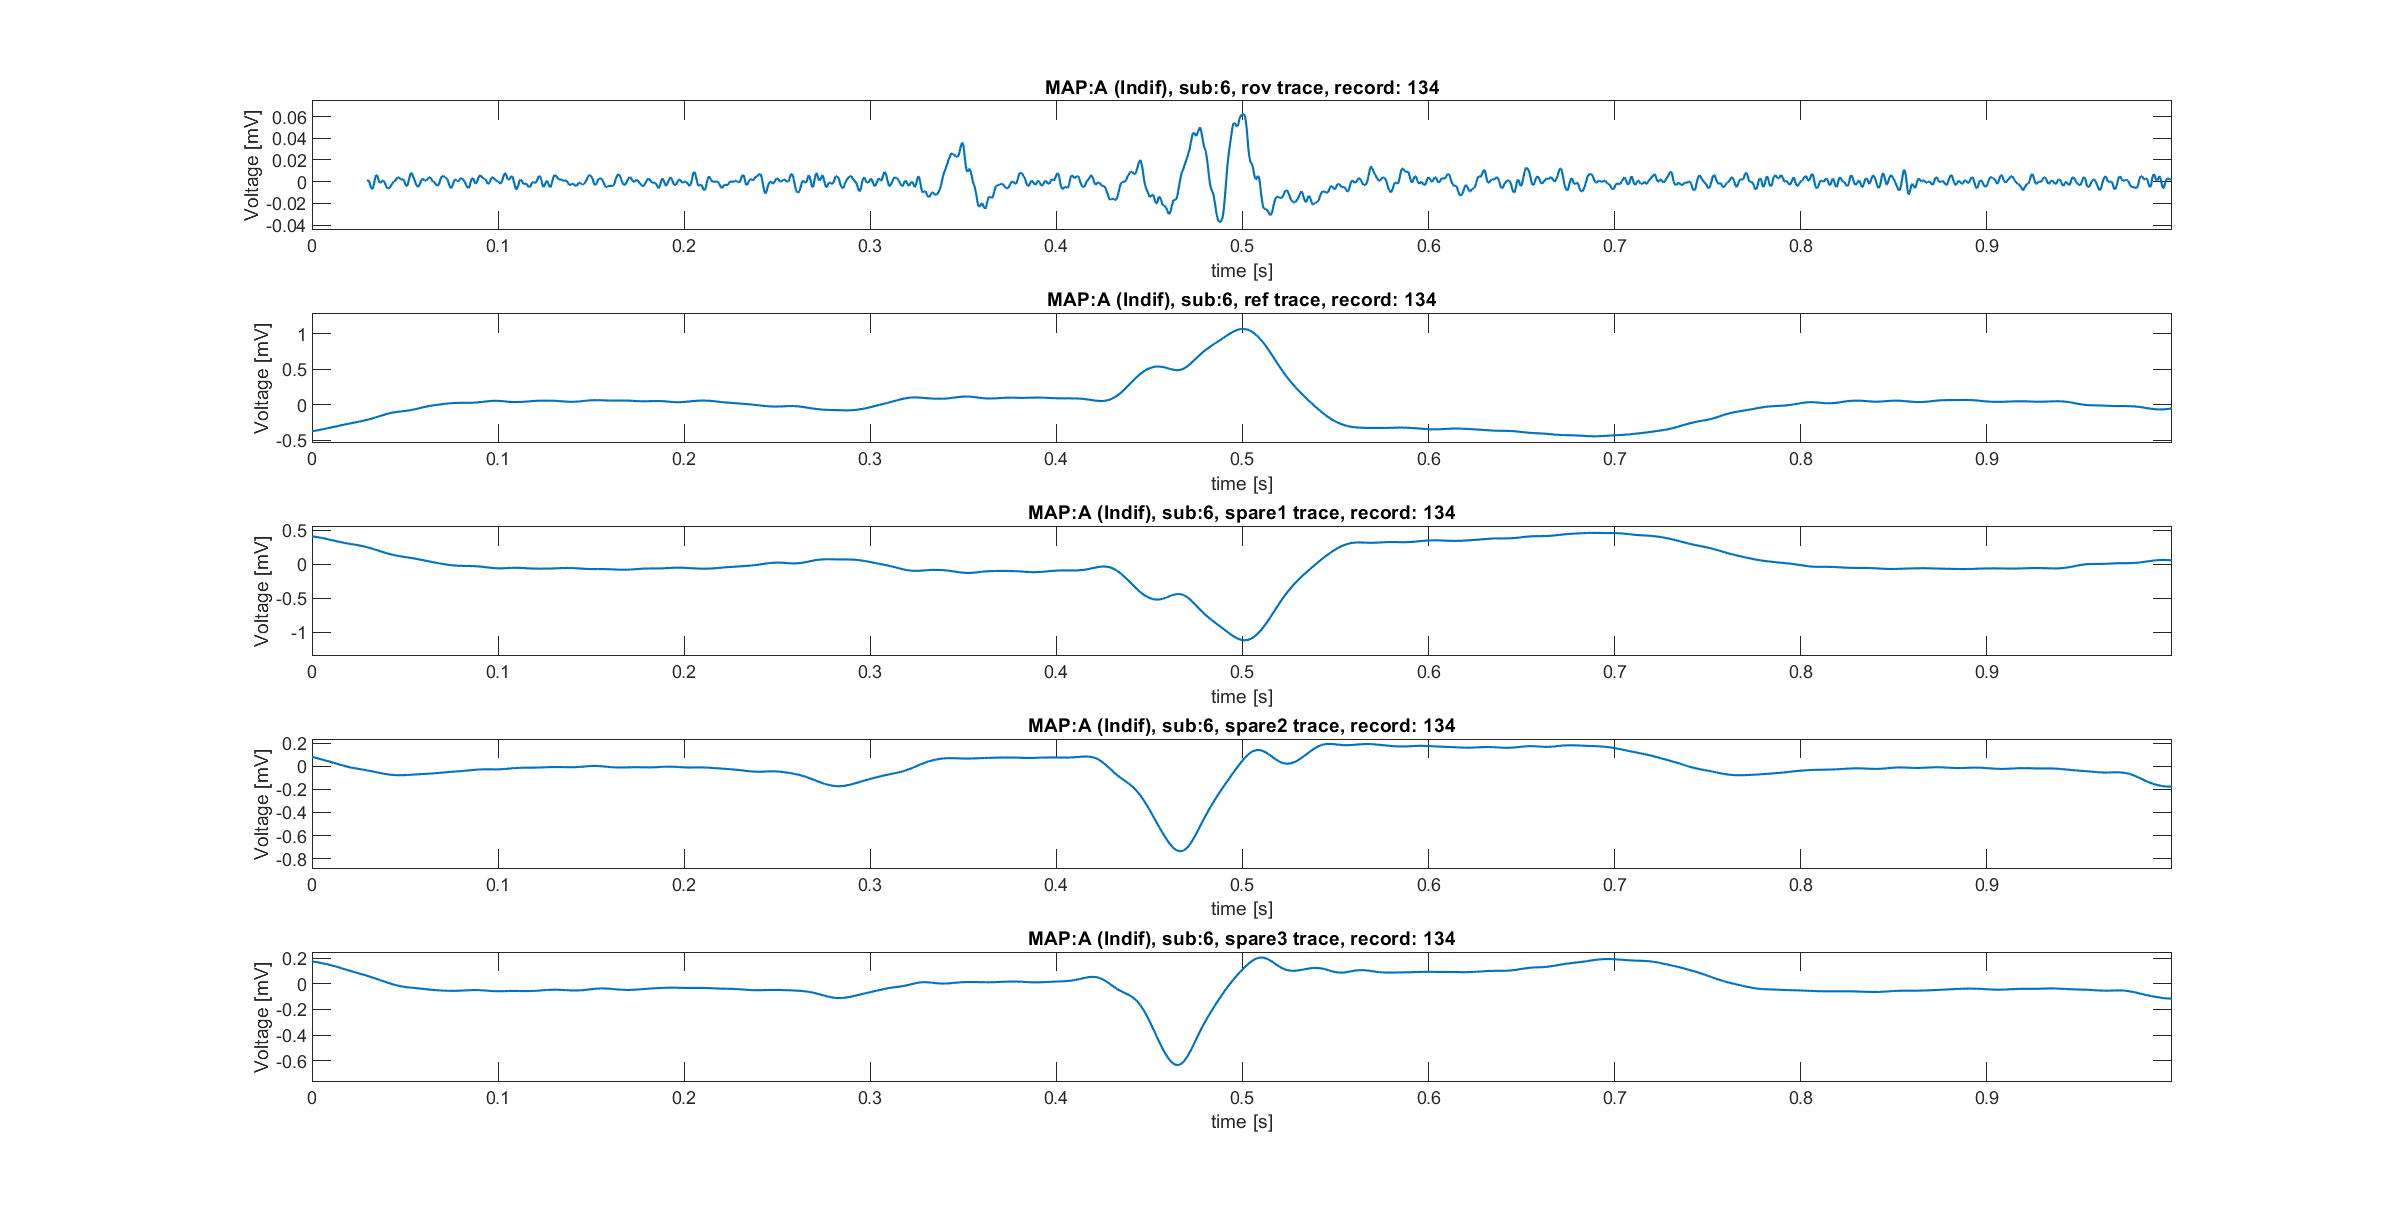 MAP:A (Indif), sub:6, rov trace, record: 134
Voltage [mV]
0.06
0.04
0.02
0
-0.02
-0.04
0 0.1 0.2 0.3 0.4 0.5 0.6 0.7 0.8 0.9
time [s]
MAP:A (Indif), sub:6, ref trace, record: 134
Voltage [mV]
1
0.5
0
-0.5
0 0.1 0.2 0.3 0.4 0.5 0.6 0.7 0.8 0.9
time [s]
MAP:A (Indif), sub:6, spare1 trace, record: 134
Voltage [mV]
0.5
0
-0.5
-1
0 0.1 0.2 0.3 0.4 0.5 0.6 0.7 0.8 0.9
time [s]
MAP:A (Indif), sub:6, spare2 trace, record: 134
Voltage [mV]
0.2
0
-0.2
-0.4
-0.6
-0.8
0 0.1 0.2 0.3 0.4 0.5 0.6 0.7 0.8 0.9
time [s]
MAP:A (Indif), sub:6, spare3 trace, record: 134
Voltage [mV]
0.2
0
-0.2
-0.4
-0.6
0 0.1 0.2 0.3 0.4 0.5 0.6 0.7 0.8 0.9
time [s]